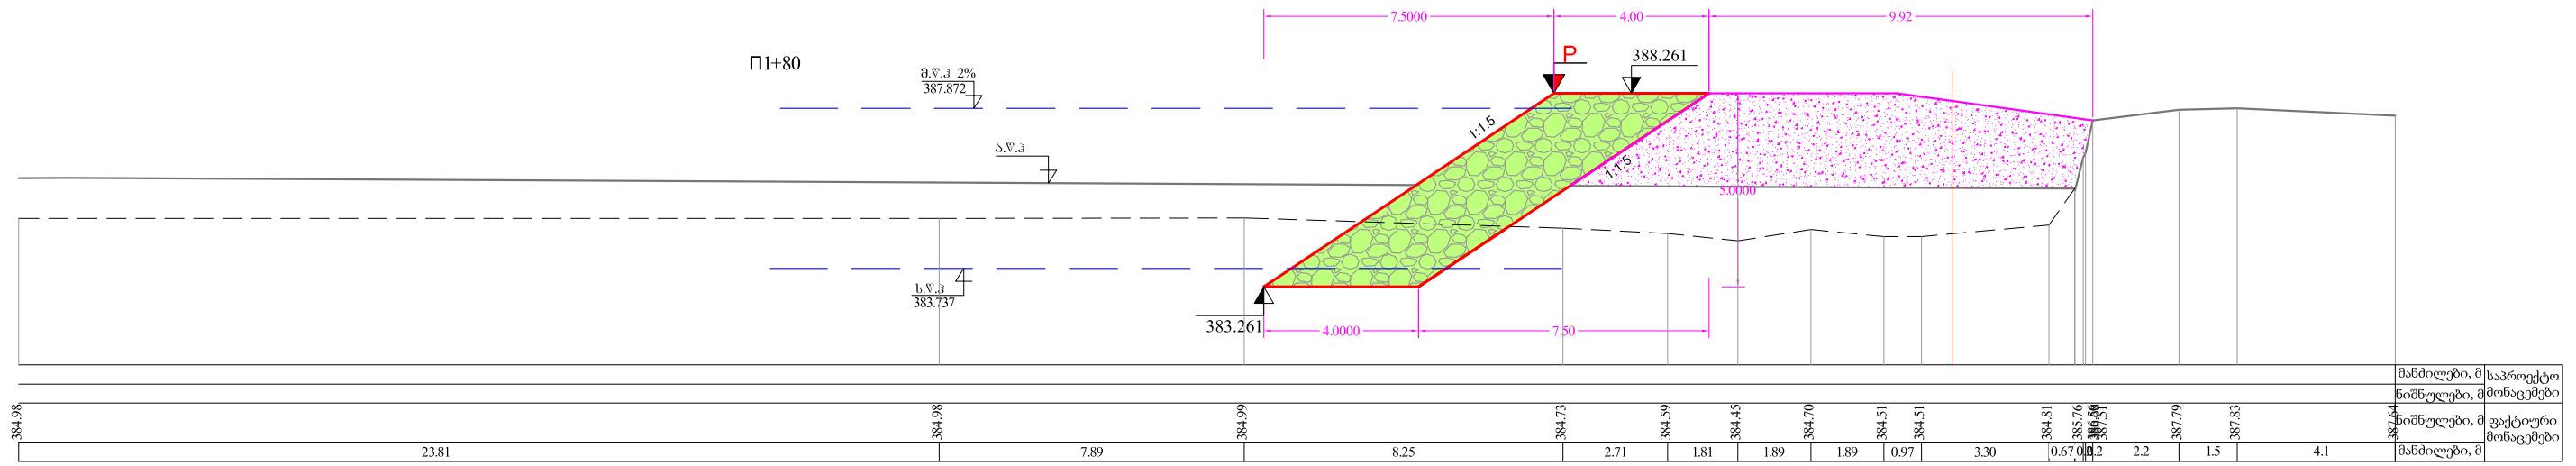 7.5000 4.00 9.92
П1+80
P
388.261
მ.წ.ჰ 2%
387.872
1:1.5
ა.წ.ჰ
1:1.5
5.0000
ს.წ.ჰ
383.737
383.261
4.0000 7.50
მანძილები, მ საპროექტო
ნიშნულები, მ მონაცემები
384.98 384.98 384.99 384.73 384.59 384.45 384.70 384.51 384.51 384.81 385.76 387.51 387.79 387.83 387.64 ნიშნულები, მ ფაქტიური
23.81 7.89 8.25 2.71 1.81 1.89 1.89 0.97 3.30 0.67 2.2 1.5 4.1 მანძილები, მ მონაცემები